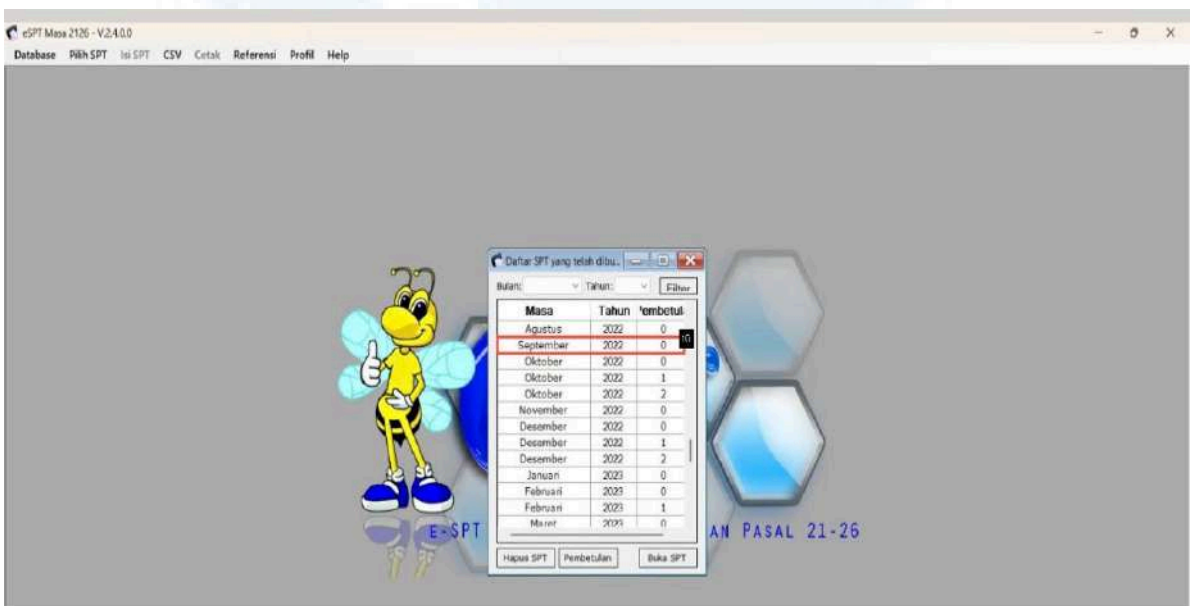 eSPT Masa 2126 - V.2.4.0.0
Database Pilih SPT Isi SPT CSV Cetak Referensi Profil Help
Daftar SPT yang telah dibu..
Bulan: Tahun: Filter
Masa Tahun Pembetul
Agustus 2022 0
September 2022 0
Oktober 2022 0
Oktober 2022 1
Oktober 2022 2
November 2022 0
Desember 2022 0
Desember 2022 1
Desember 2022 2
Januari 2023 0
Februari 2023 0
Februari 2023 1
Maret 2023 0
Hapus SPT Pembetulan Buka SPT
e-SPT AN PASAL 21-26